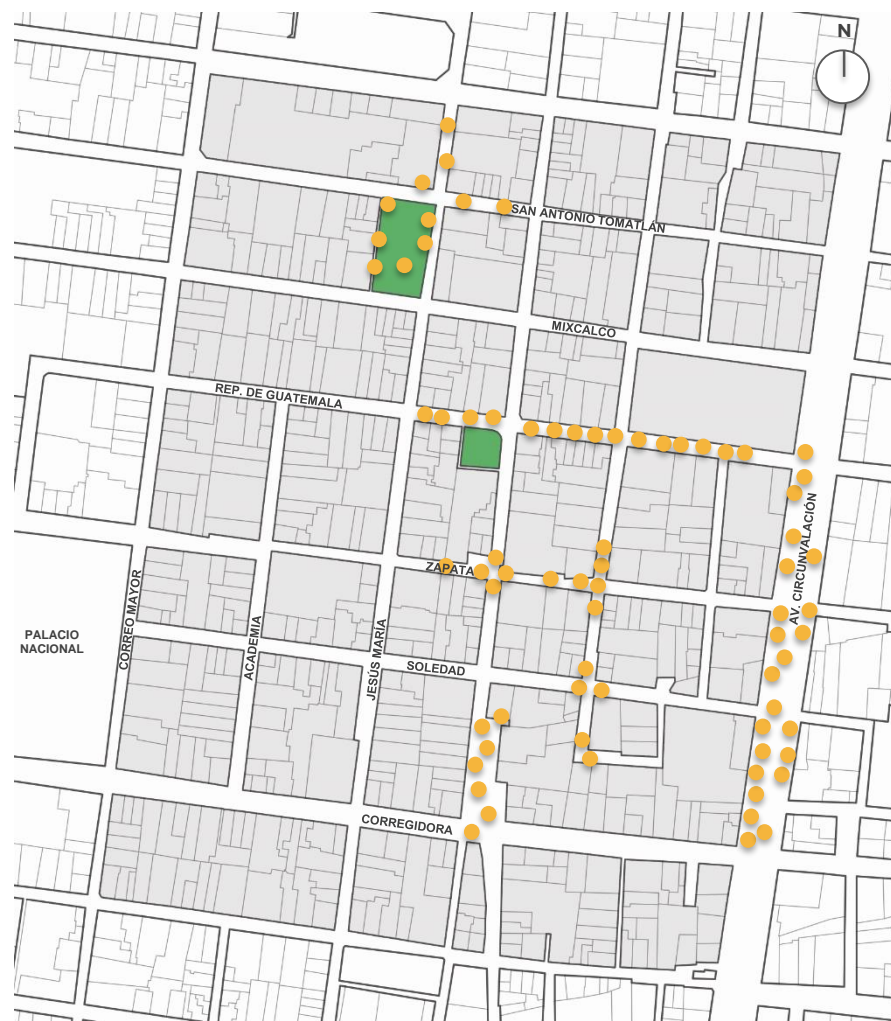 N
SAN ANTONIO TOMATLÁN
MIXCALCO
REP. DE GUATEMALA
AV. CIRCUNVALACIÓN
ZAPATA
CORREO MAYOR
ACADEMIA
JESÚS MARÍA
PALACIO
NACIONAL
SOLEDAD
CORREGIDORA